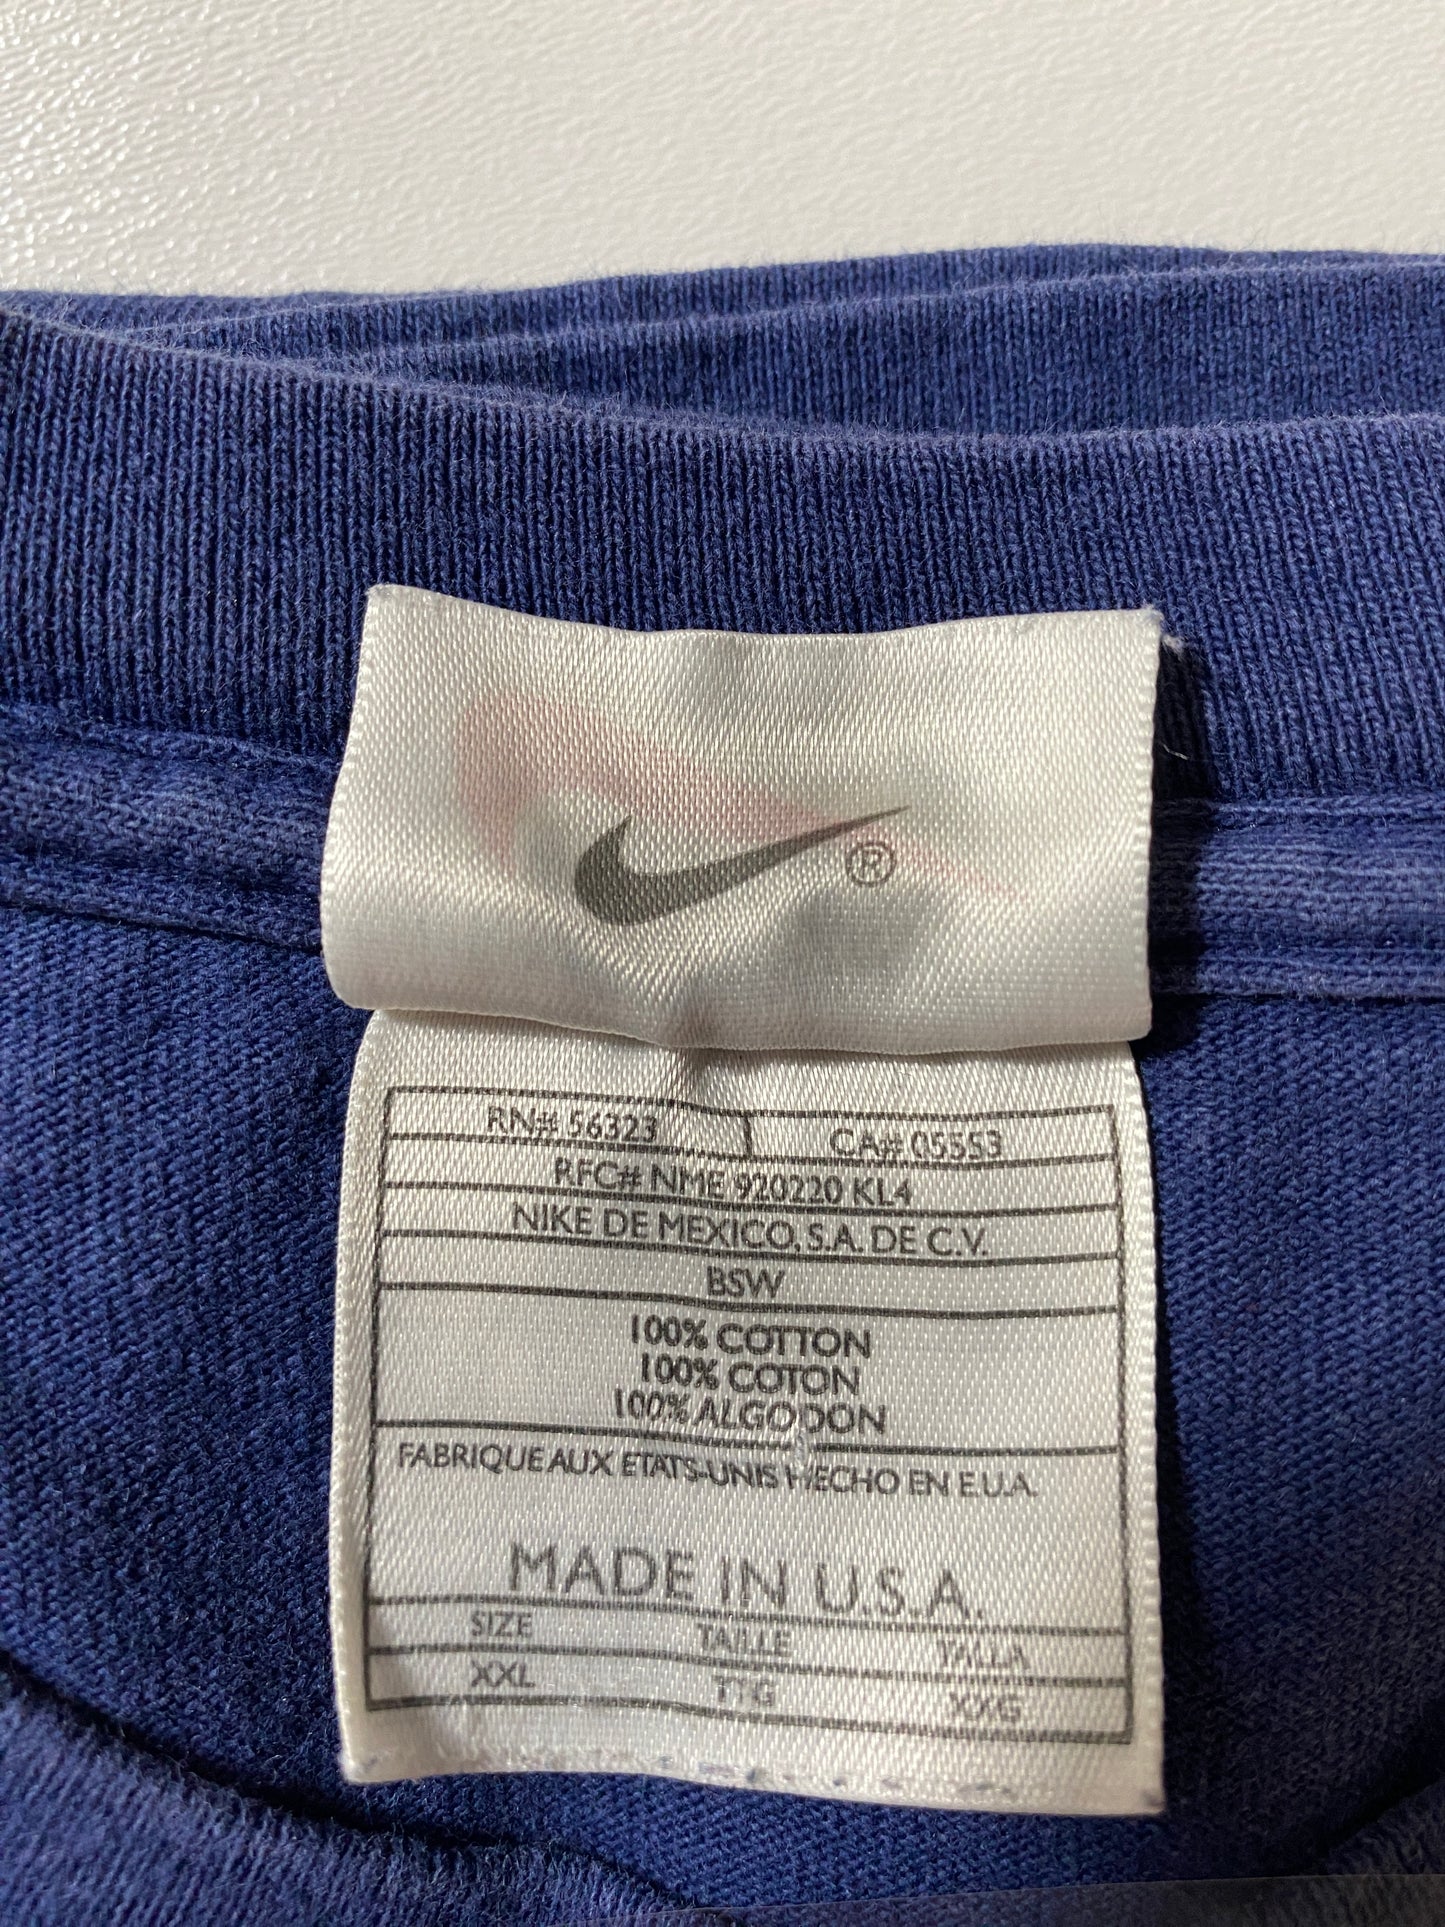 ®
RN# 56323 CA# 05553
RFC# NME 920220 KL4
NIKE DE MEXICO, S.A. DE C.V.
BSW
100% COTTON
100% COTON
100% ALGODON
FABRIQUE AUX ETATS-UNIS HECHO EN E.U.A.
MADE IN U.S.A.
SIZE TAILLE TALLA
XXL TTG XXG